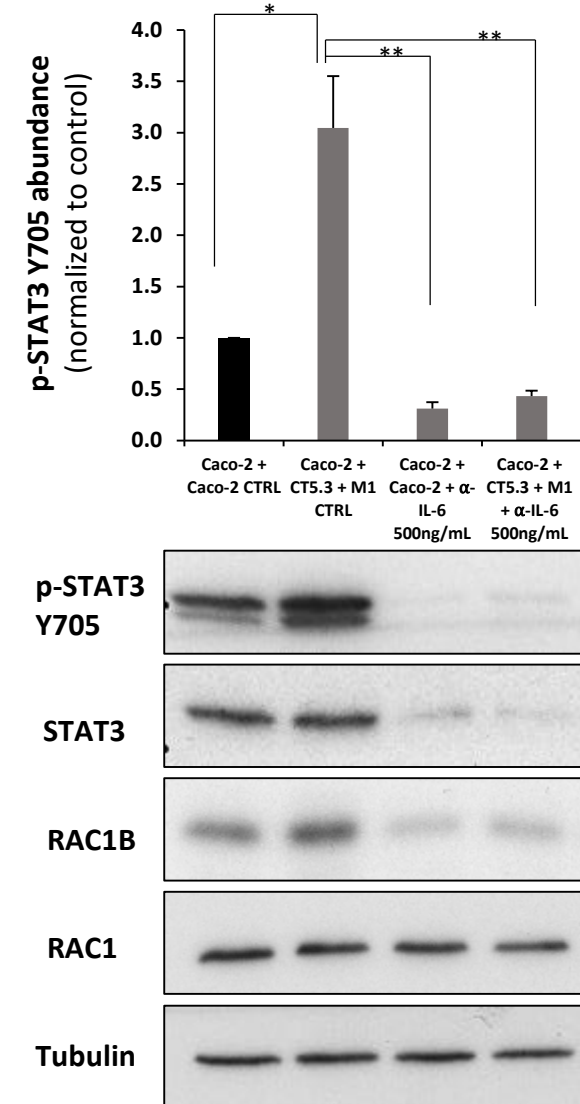 *
**
**
p-STAT3 Y705 abundance
(normalized to control)
4.0
3.5
3.0
2.5
2.0
1.5
1.0
0.5
0.0
Caco-2 +
Caco-2 CTRL
Caco-2 +
CT5.3 + M1
CTRL
Caco-2 +
Caco-2 + α-
IL-6
500ng/mL
Caco-2 +
CT5.3 + M1
+ α-IL-6
500ng/mL
p-STAT3
Y705
STAT3
RAC1B
RAC1
Tubulin